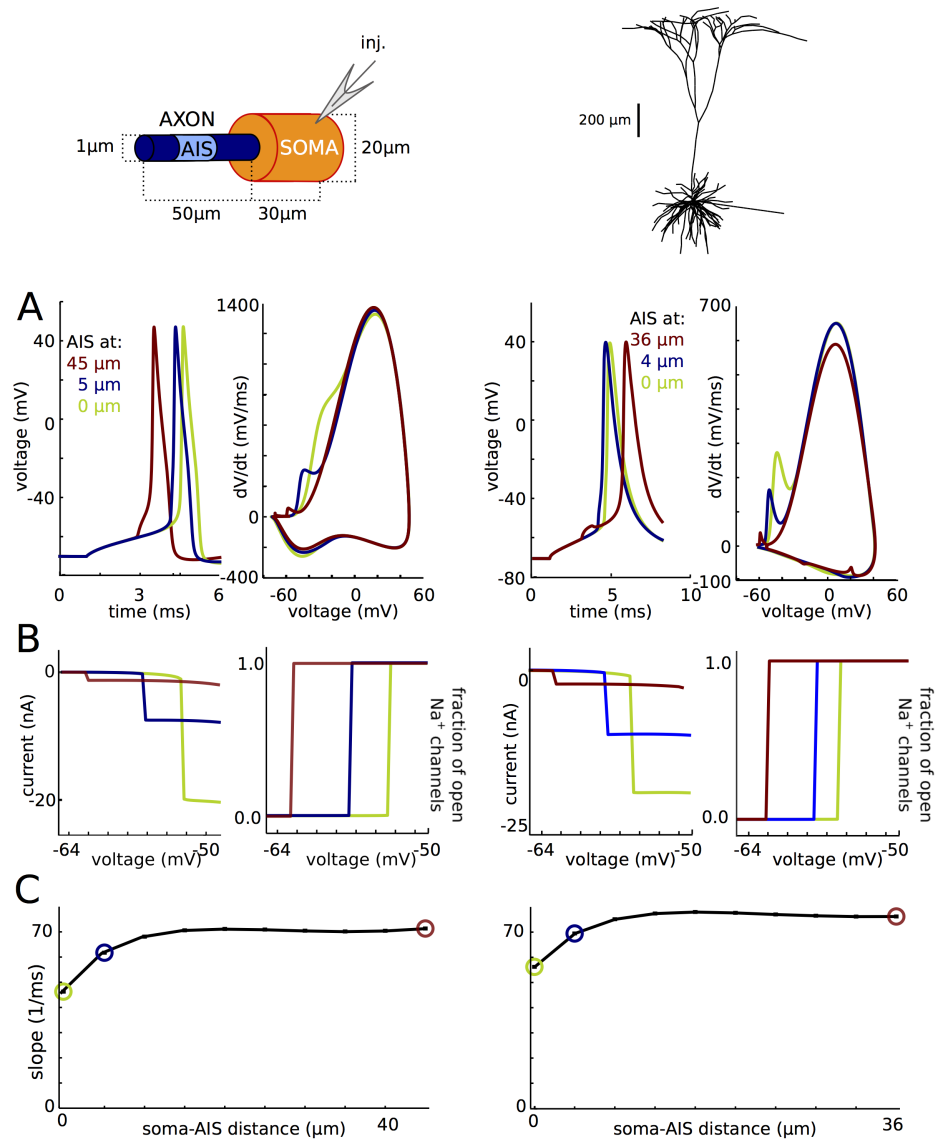 inj.
AXON
AIS
SOMA
1µm
20µm
50µm
30µm
200 µm
A
voltage (mV)
40
0
-40
-80
AIS at:
45 µm
5 µm
0 µm
0
3
6
time (ms)
dV/dt (mV/ms)
1400
0
-400
-60
0
60
voltage (mV)
voltage (mV)
40
0
-40
-80
AIS at:
36 µm
4 µm
0 µm
0
5
10
time (ms)
dV/dt (mV/ms)
700
0
-100
-60
0
60
voltage (mV)
B
current (nA)
0
-20
-64
-50
voltage (mV)
1.0
0.0
-64
-50
voltage (mV)
fraction of open
Na+ channels
current (nA)
0
-25
-64
-50
voltage (mV)
1.0
0.0
-64
-50
voltage (mV)
fraction of open
Na+ channels
C
slope (1/ms)
70
0
0
40
soma-AIS distance (µm)
70
0
0
36
soma-AIS distance (µm)